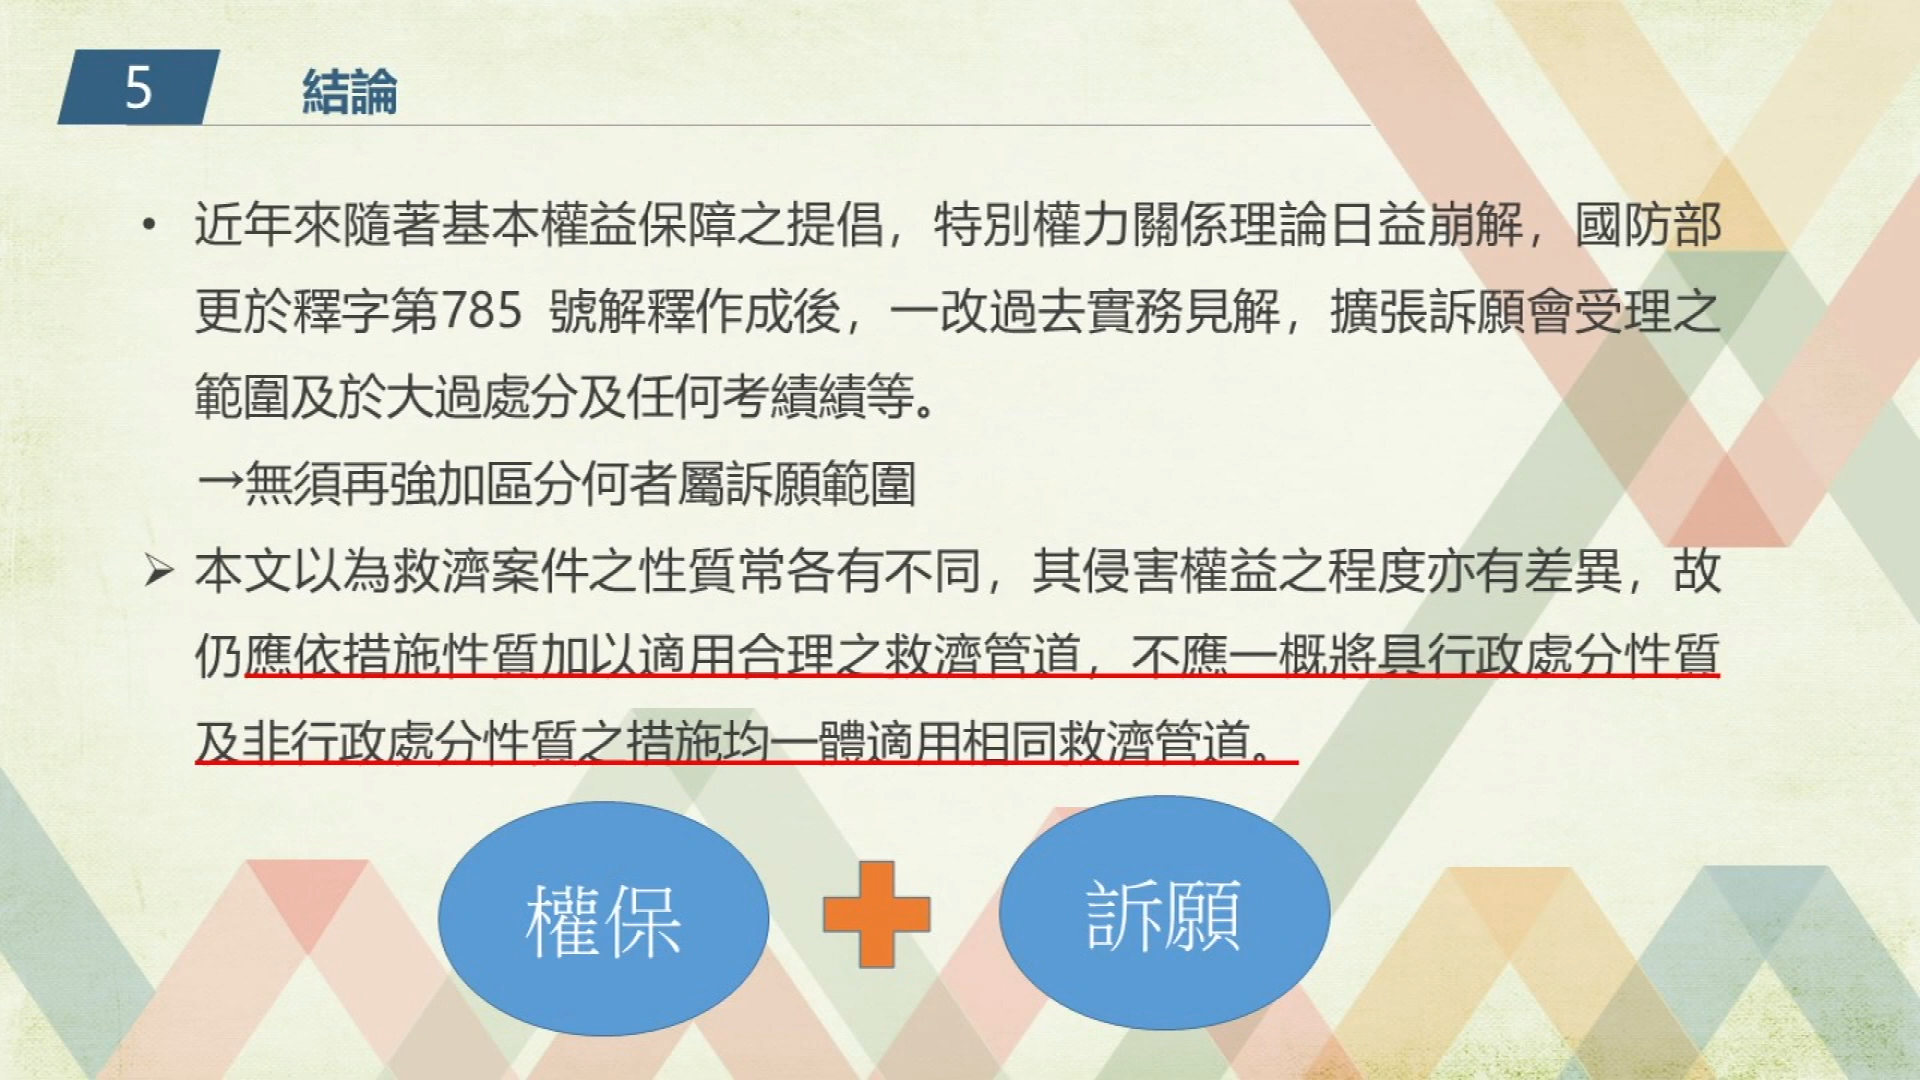 5
結論
• 近年來隨著基本權益保障之提倡，特別權力關係理論日益崩解，國防部
更於釋字第785 號解釋作成後，一改過去實務見解，擴張訴願會受理之
範圍及於大過處分及任何考績績等。
→無須再強加區分何者屬訴願範圍
➢ 本文以為救濟案件之性質常各有不同，其侵害權益之程度亦有差異，故
仍應依措施性質加以適用合理之救濟管道，不應一概將具行政處分性質
及非行政處分性質之措施均一體適用相同救濟管道。
權保
訴願